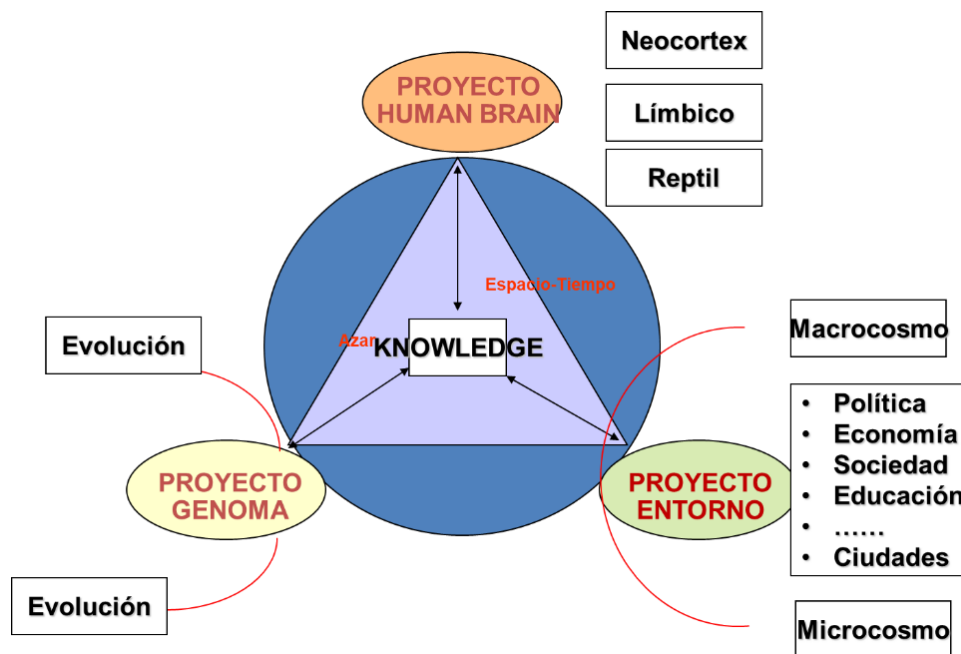 Neocortex
PROYECTO
HUMAN BRAIN
Límbico
Reptil
Espacio-Tiempo
Azar
KNOWLEDGE
Evolución
Macrocosmo
• Política
• Economía
• Sociedad
• Educación
• ......
• Ciudades
PROYECTO
GENOMA
PROYECTO
ENTORNO
Evolución
Microcosmo